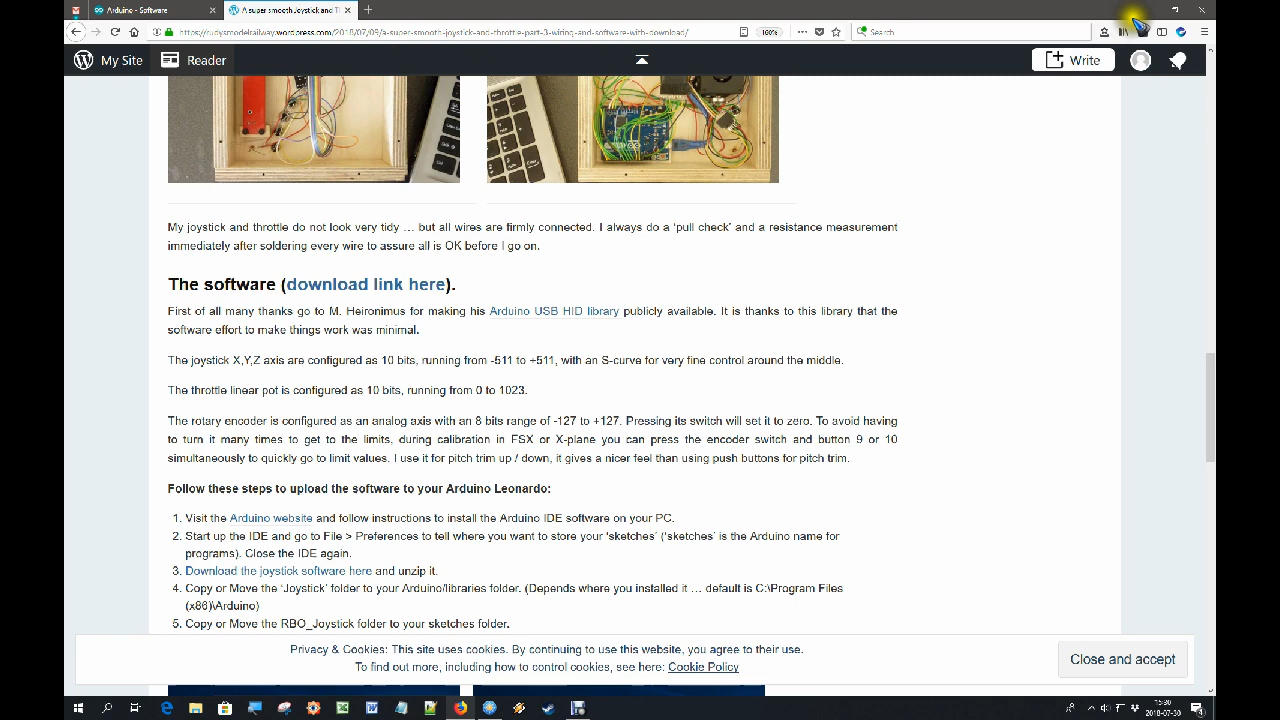 Arduino - Software
A super smooth Joystick and Th
https://rudysmodelrailway.wordpress.com/2018/07/09/a-super-smooth-joystick-and-throttle-part-3-wiring-and-software-with-download/
160%
Search
My Site
Reader
Write
My joystick and throttle do not look very tidy … but all wires are firmly connected. I always do a ‘pull check’ and a resistance measurement
immediately after soldering every wire to assure all is OK before I go on.
The software (download link here).
First of all many thanks go to M. Heironimus for making his Arduino USB HID library publicly available. It is thanks to this library that the
software effort to make things work was minimal.
The joystick X,Y,Z axis are configured as 10 bits, running from -511 to +511, with an S-curve for very fine control around the middle.
The throttle linear pot is configured as 10 bits, running from 0 to 1023.
The rotary encoder is configured as an analog axis with an 8 bits range of -127 to +127. Pressing its switch will set it to zero. To avoid having
to turn it many times to get to the limits, during calibration in FSX or X-plane you can press the encoder switch and button 9 or 10
simultaneously to quickly go to limit values. I use it for pitch trim up / down, it gives a nicer feel than using push buttons for pitch trim.
Follow these steps to upload the software to your Arduino Leonardo:
1. Visit the Arduino website and follow instructions to install the Arduino IDE software on your PC.
2. Start up the IDE and go to File > Preferences to tell where you want to store your ‘sketches’ (‘sketches’ is the Arduino name for
programs). Close the IDE again.
3. Download the joystick software here and unzip it.
4. Copy or Move the ‘Joystick’ folder to your Arduino/libraries folder. (Depends where you installed it … default is C:\Program Files
(x86)\Arduino)
5. Copy or Move the RBO_Joystick folder to your sketches folder.
Privacy & Cookies: This site uses cookies. By continuing to use this website, you agree to their use.
To find out more, including how to control cookies, see here: Cookie Policy
Close and accept
15:30
2018-07-30